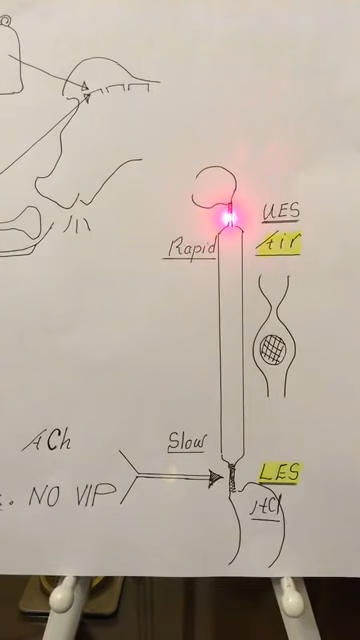 UES
Air
Rapid
ACh
Slow
NO VIP
LES
HCl